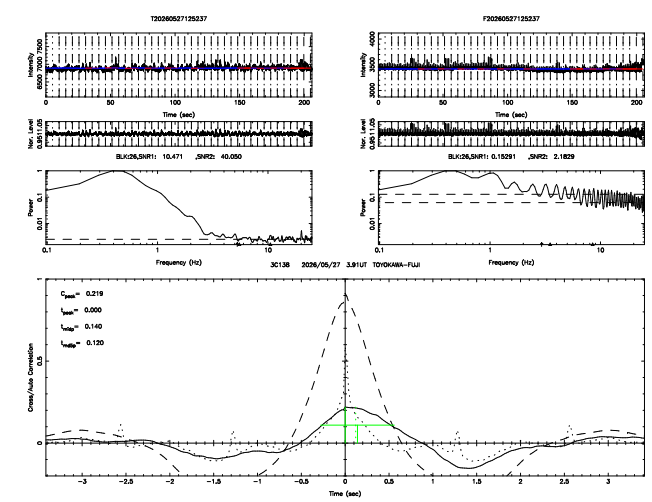 T20260527125237
F20260527125237
Intensity
6500 7000 7500
0 50 100 150 200
Time (sec)
Intensity
3000 3500 4000
0 50 100 150 200
Time (sec)
Nor. Level
0.95 1 1.05
Nor. Level
0.95 1 1.05
BLK:26,SNR1: 10.471 ,SNR2: 40.050
BLK:26,SNR1: 0.15291 ,SNR2: 2.1829
Power
0.01 0.1 1
0.1 1 10
Frequency (Hz)
Power
0.01 0.1 1
0.1 1 10
Frequency (Hz)
3C138 2026/05/27 3.91UT TOYOKAWA-FUJI
Cpeak= 0.219
tpeak= 0.000
tmdip= 0.140
Cross/Auto Correlation
0 0.5 1
-3 -2.5 -2 -1.5 -1 -0.5 0 0.5 1 1.5 2 2.5 3
Time (sec)